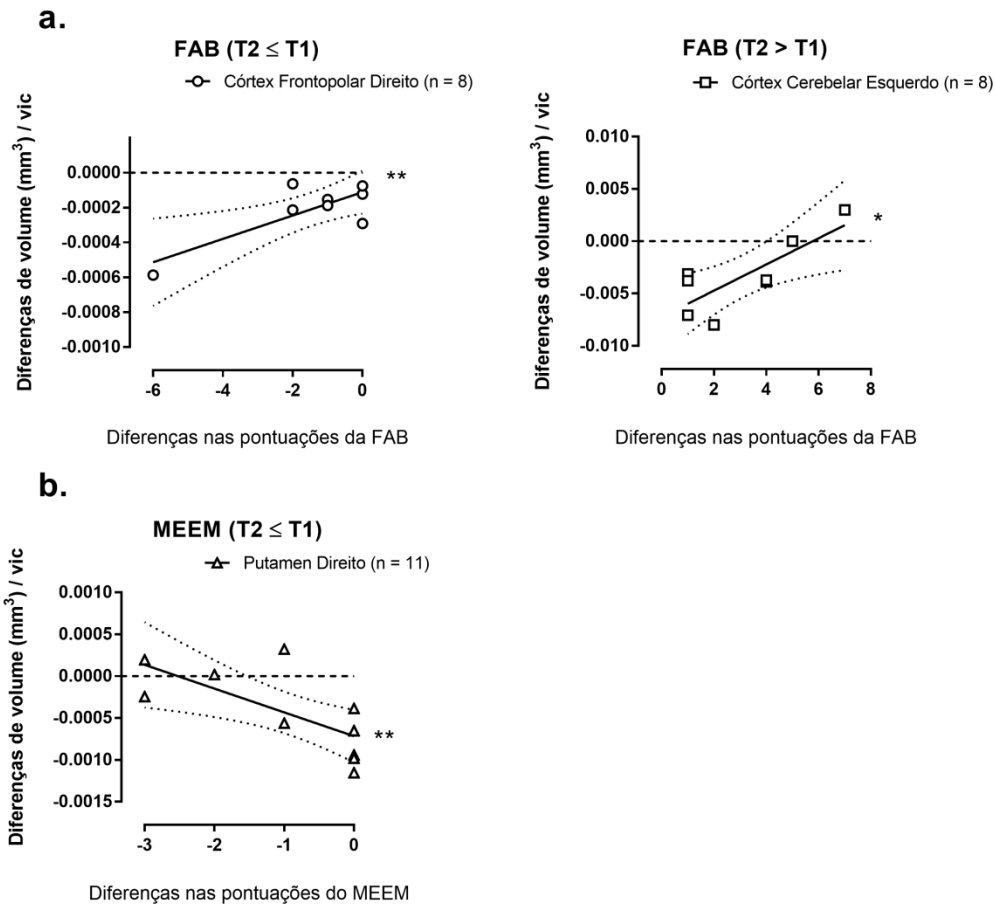 a.
FAB (T2 ≤ T1)
Córtex Frontopolar Direito (n = 8)
Diferenças de volume (mm³) / vic
0.0000
-0.0002
-0.0004
-0.0006
-0.0008
-0.0010
**
-6
-4
-2
0
Diferenças nas pontuações da FAB
FAB (T2 > T1)
Córtex Cerebelar Esquerdo (n = 8)
Diferenças de volume (mm³) / vic
0.010
0.005
0.000
-0.005
-0.010
*
0
2
4
6
8
Diferenças nas pontuações da FAB
b.
MEEM (T2 ≤ T1)
Putamen Direito (n = 11)
Diferenças de volume (mm³) / vic
0.0010
0.0005
0.0000
-0.0005
-0.0010
-0.0015
**
-3
-2
-1
0
Diferenças nas pontuações do MEEM